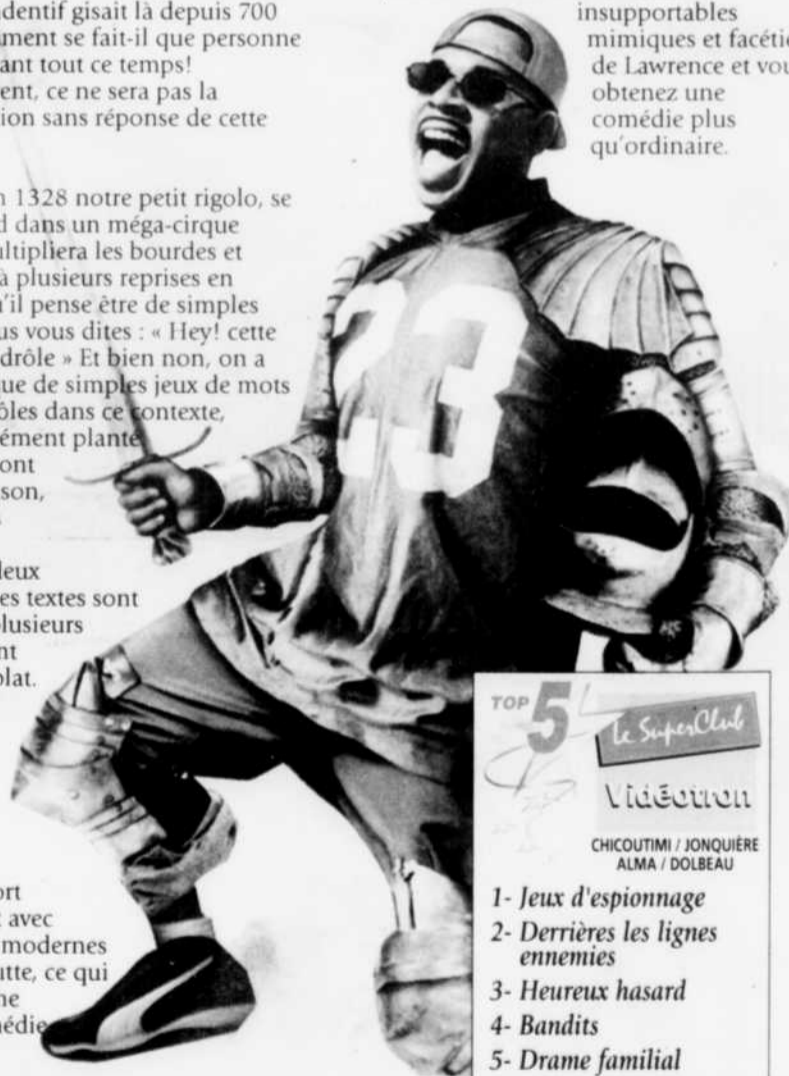 dentif gisait là depuis 700
ment se fait-il que personne
ant tout ce temps!
ent, ce ne sera pas la
ion sans réponse de cette
n 1328 notre petit rigolo, se
d dans un méga-cirque
ultipliera les bourdes et
à plusieurs reprises en
u'il pense être de simples
us vous dites : « Hey! cette
drôle » Et bien non, on a
ue de simples jeux de mots
ôles dans ce contexte,
ément planté
ont
son,
deux
es textes sont
plusieurs
nt
plat.
ort
t avec
modernes
utte, ce qui
ne
médie
insupportables
mimiques et facétie
de Lawrence et vou
obtenez une
comédie plus
qu'ordinaire.
23
TOP 5
Le SuperClub
Vidéotron
CHICOUTIMI / JONQUIÈRE
ALMA / DOLBEAU
1- Jeux d'espionnage
2- Derrières les lignes
ennemies
3- Heureux hasard
4- Bandits
5- Drame familial